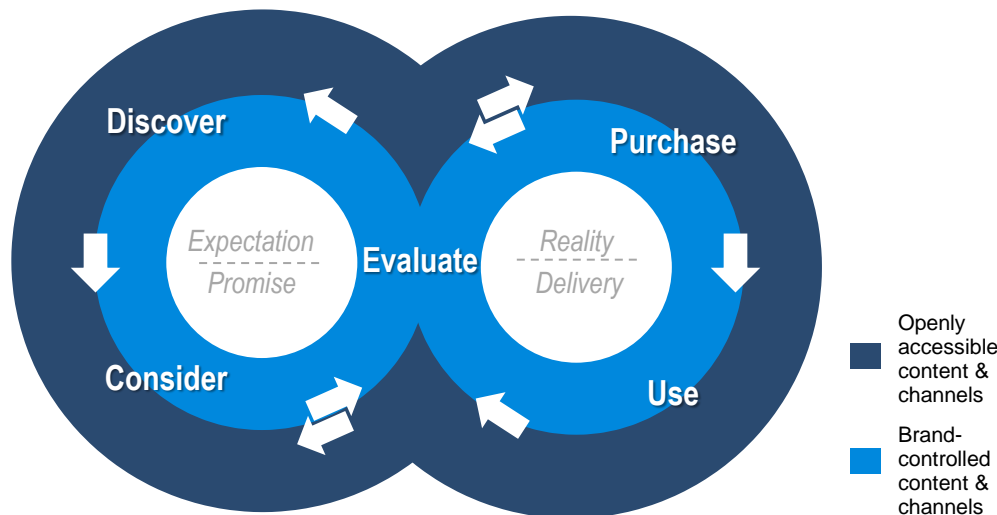 Discover
Purchase
Expectation
Promise
Evaluate
Reality
Delivery
Consider
Use
Openly
accessible
content &
channels
Brand-
controlled
content &
channels